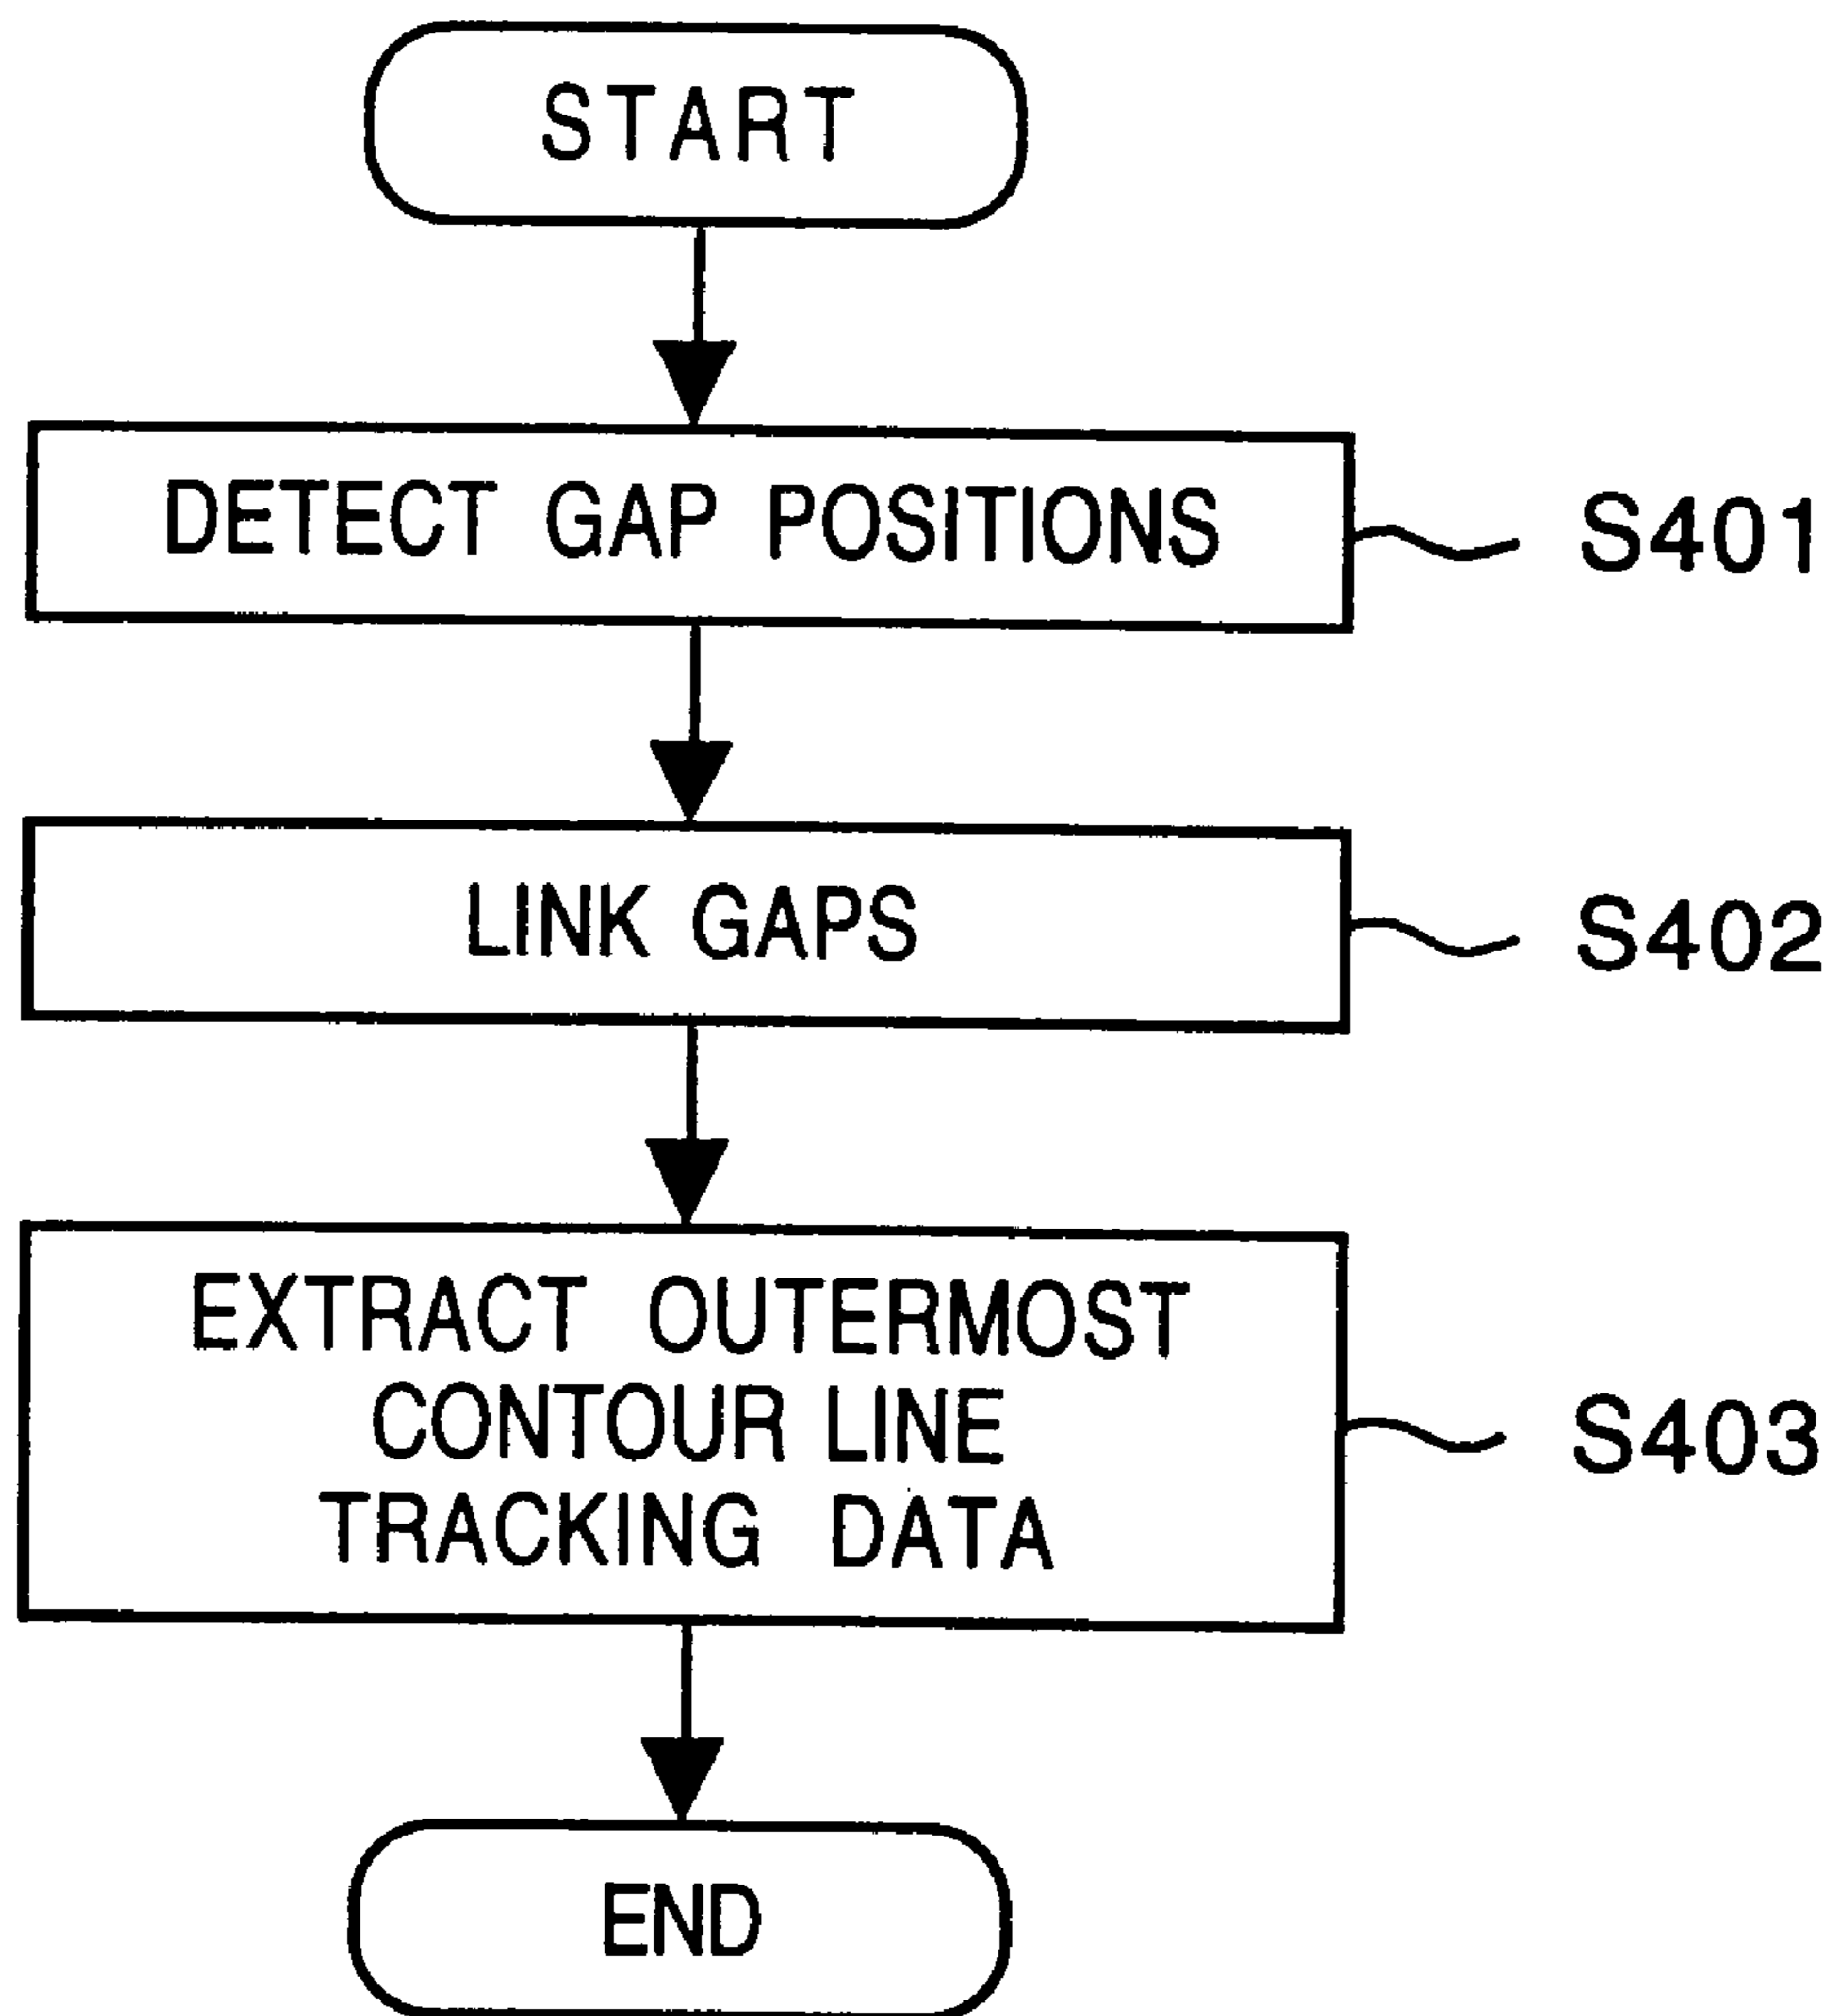 START
DETECT GAP POSITIONS
S401
LINK GAPS
S402
EXTRACT OUTERMOST
CONTOUR LINE
TRACKING DATA
S403
END